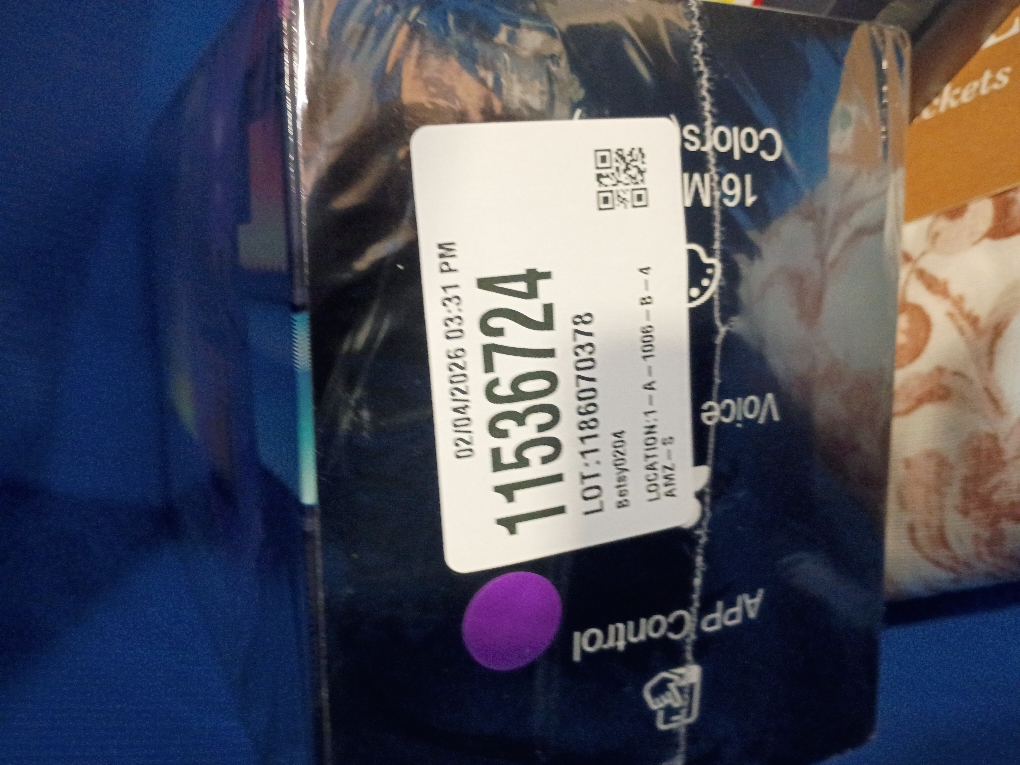 02/04/2026 03:31 PM
11536724
LOT:1186070378
Betsy0204
LOCATION:1-A-1006-B-4
AMZ-S
APP Control
Voice
16 M
Colors(
ckets